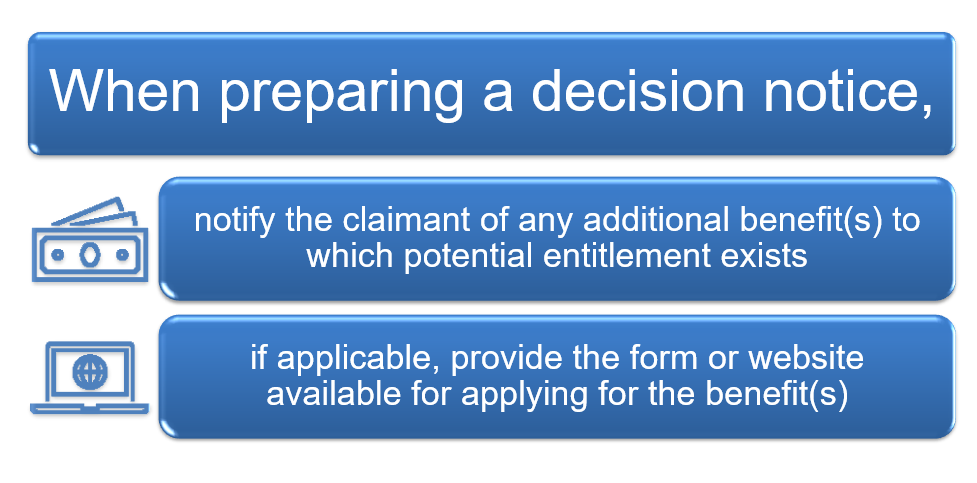 When preparing a decision notice,
notify the claimant of any additional benefit(s) to
which potential entitlement exists
if applicable, provide the form or website
available for applying for the benefit(s)